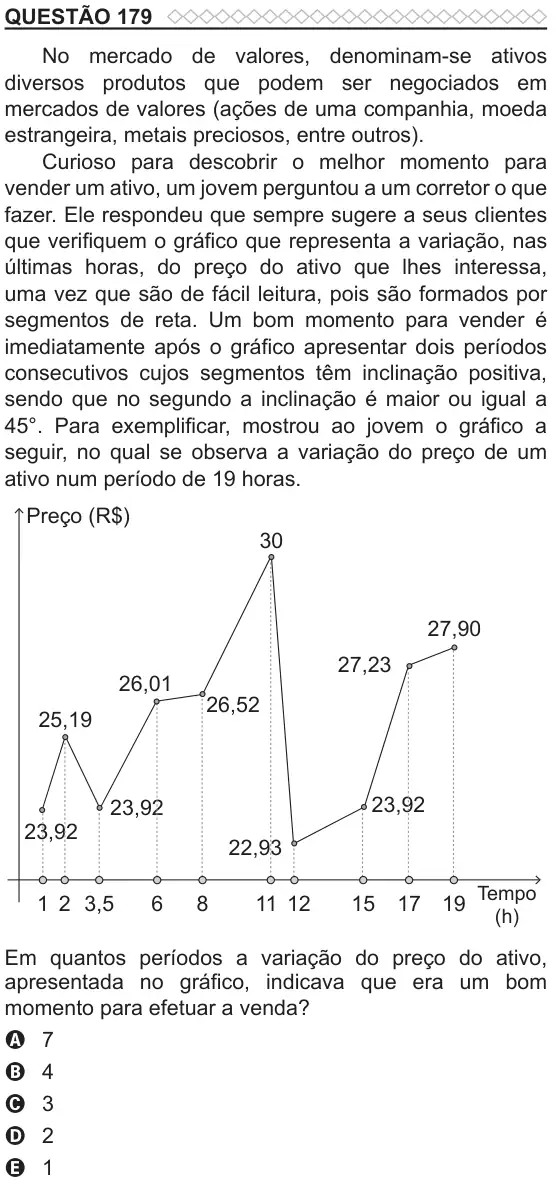 QUESTÃO 179
No mercado de valores, denominam-se ativos
diversos produtos que podem ser negociados em
mercados de valores (ações de uma companhia, moeda
estrangeira, metais preciosos, entre outros).
Curioso para descobrir o melhor momento para
vender um ativo, um jovem perguntou a um corretor o que
fazer. Ele respondeu que sempre sugere a seus clientes
que verifiquem o gráfico que representa a variação, nas
últimas horas, do preço do ativo que lhes interessa,
uma vez que são de fácil leitura, pois são formados por
segmentos de reta. Um bom momento para vender é
imediatamente após o gráfico apresentar dois períodos
consecutivos cujos segmentos têm inclinação positiva,
sendo que no segundo a inclinação é maior ou igual a
45°. Para exemplificar, mostrou ao jovem o gráfico a
seguir, no qual se observa a variação do preço de um
ativo num período de 19 horas.
Preço (R$)
30
27,90
27,23
26,01
26,52
25,19
23,92
23,92
23,92
22,93
1 2 3,5 6 8 11 12 15 17 19 Tempo
(h)
Em quantos períodos a variação do preço do ativo,
apresentada no gráfico, indicava que era um bom
momento para efetuar a venda?
A 7
B 4
C 3
D 2
E 1